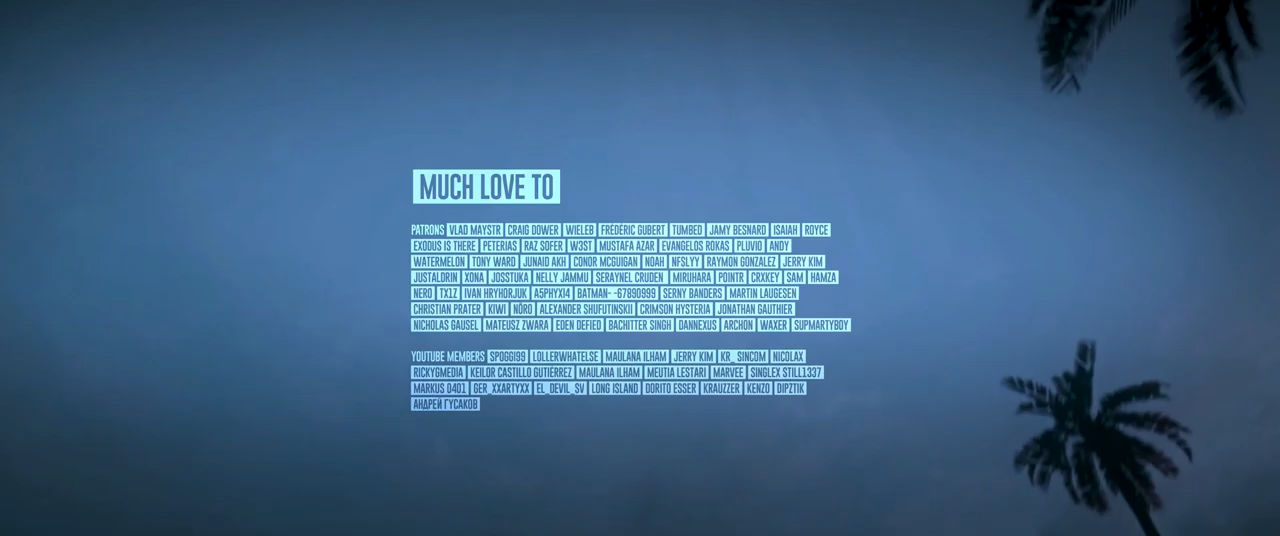 MUCH LOVE TO
PATRONS VLAD MAYSTR CRAIG DOWER WIELEB FRÉDÉRIC GUBERT TUMBED JAMY BESNARD ISAIAH ROYCE
EXODUS IS THERE PETERIAS RAZ SOFER W3ST MUSTAFA AZAR EVANGELOS ROKAS PLUVIO ANDY
WATERMELON TONY WARD JUNAID AKH CONOR MCGUIGAN NOAH NFSLYY RAYMON GONZALEZ JERRY KIM
JUSTALDRIN XONA JOSSTUKA NELLY JAMMU SERAYNEL CRUDEN MIRUHARA POINTR CRXKEY SAM HAMZA
NERO TX1Z IVAN HRYHORJUK A5PHYXI4 BATMAN- -67890999 SERNY BANDERS MARTIN LAUGESEN
CHRISTIAN PRATER KIWI NÖRO ALEXANDER SHUFUTINSKII CRIMSON HYSTERIA JONATHAN GAUTHIER
NICHOLAS GAUSEL MATEUSZ ZWARA EDEN DEFIED BACHITTER SINGH DANNEXUS ARCHON WAXER SUPMARTYBOY
YOUTUBE MEMBERS SPOGGI99 LOLLERWHATELSE MAULANA ILHAM JERRY KIM KR_SINCOM NICOLAX
RICKYGMEDIA KEILOR CASTILLO GUTIÉRREZ MAULANA ILHAM MEUTIA LESTARI MARVEE SINGLEX STILL1337
MARKUS 0401 GER_XXARTYXX EL_DEVIL_SV LONG ISLAND DORITO ESSER KRAUZZER KENZO DIPZTIK
АНДРЕЙ ГУСАКОВ